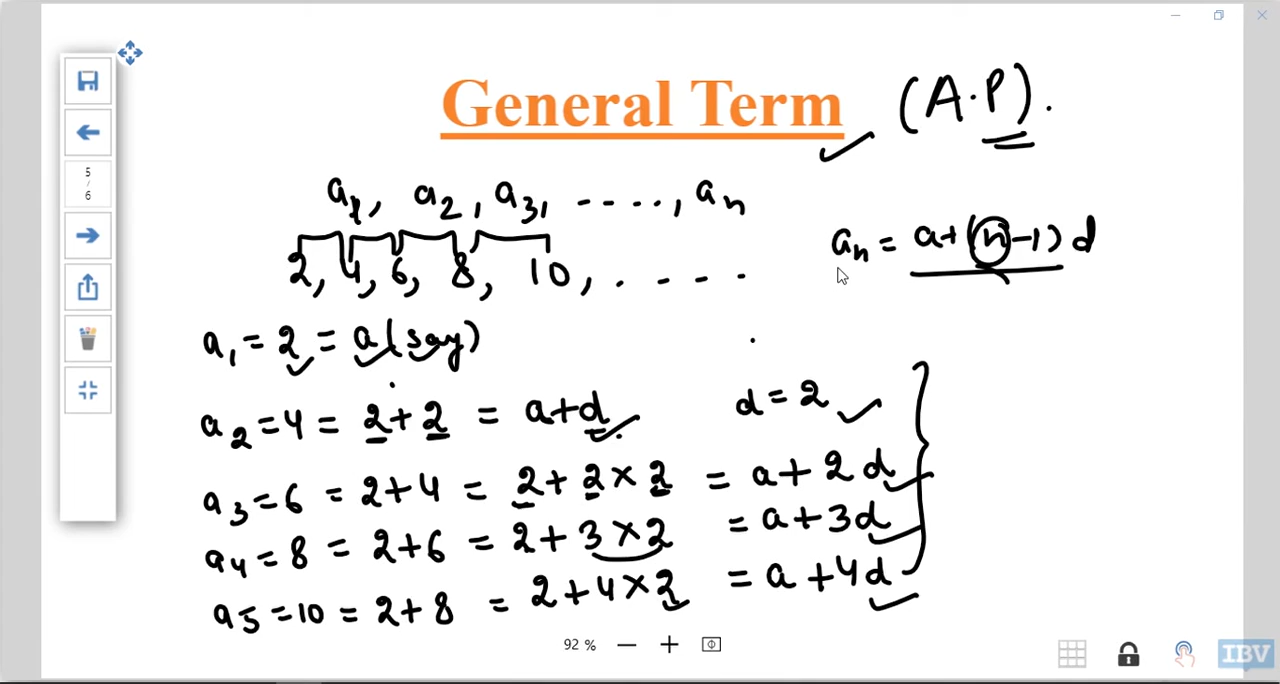 General Term (A.P).
a1, a2, a3, -----, an
an = a+(n-1)d
2, 4, 6, 8, 10, . - - -
a1 = 2 = a(say)
a2 = 4 = 2+2 = a+d
d = 2
a3 = 6 = 2+4 = 2+2×2 = a+2d
a4 = 8 = 2+6 = 2+3×2 = a+3d
a5 = 10 = 2+8 = 2+4×2 = a+4d
5
/
6
92 %
IBV